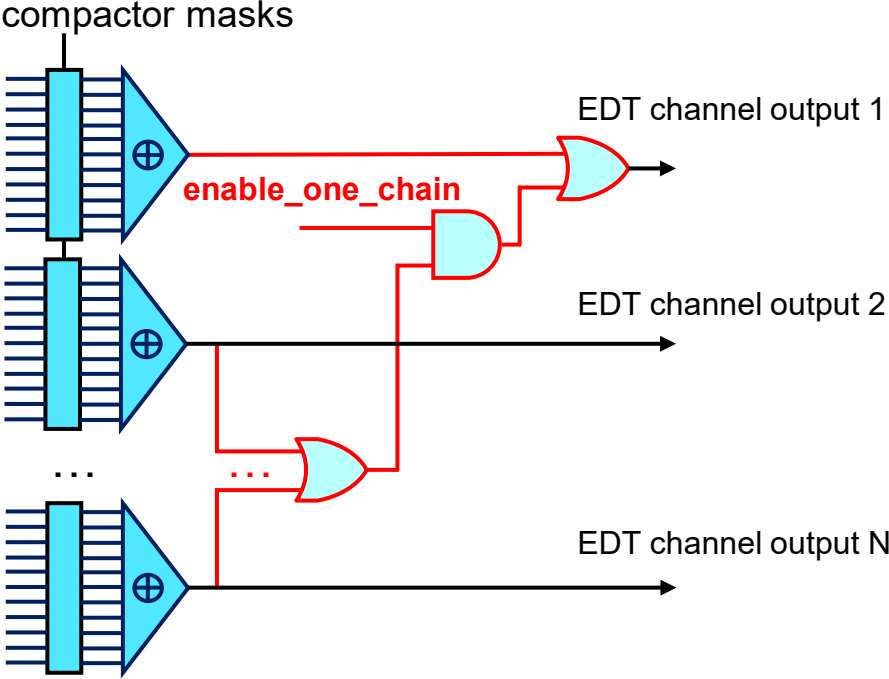 compactor masks
EDT channel output 1
enable_one_chain
EDT channel output 2
...
...
EDT channel output N